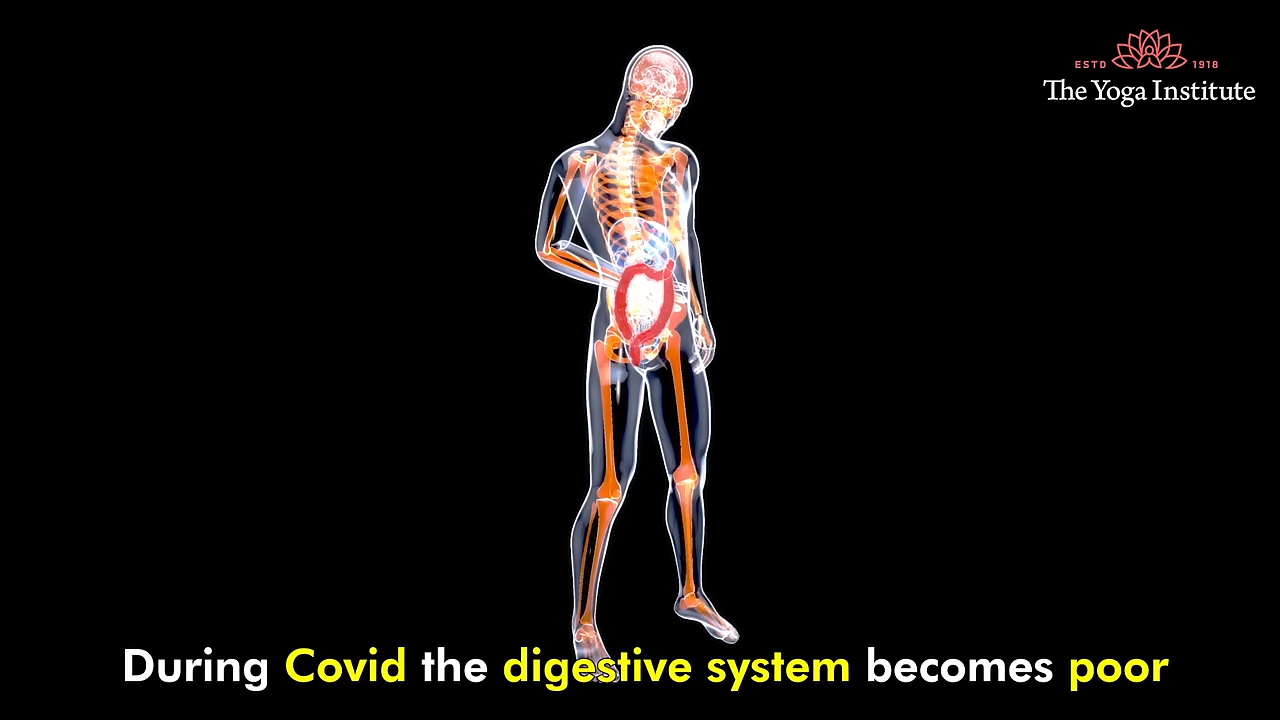 ESTD 1918
The Yoga Institute
During Covid the digestive system becomes poor